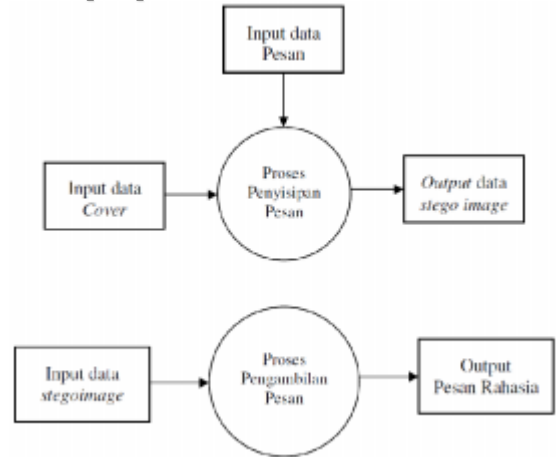 Input data
Pesan
Input data
Cover
Proses
Penyisipan
Pesan
Output data
stego image
Input data
stegoimage
Proses
Pengambilan
Pesan
Output
Pesan Rahasia